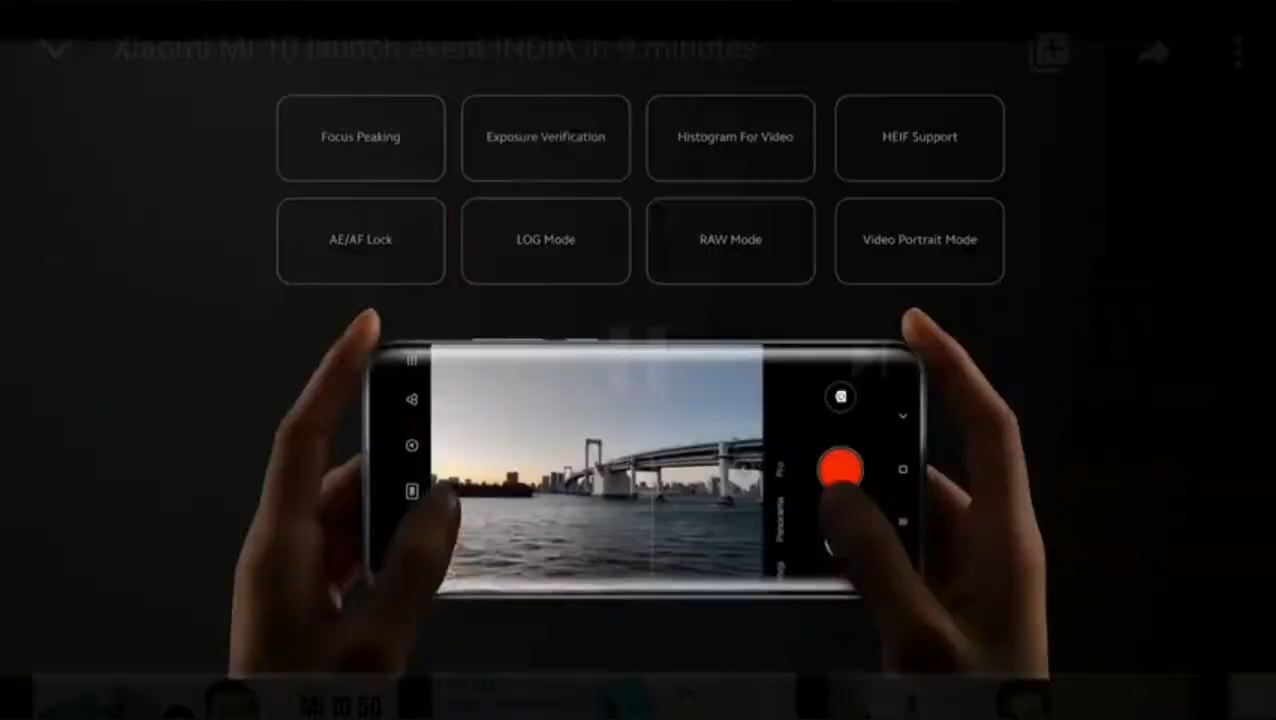 Xiaomi Mi 10 launch event INDIA in 9 minutes
Focus Peaking
Exposure Verification
Histogram For Video
HEIF Support
AE/AF Lock
LOG Mode
RAW Mode
Video Portrait Mode
Pro
Panorama
Mi 10 5G